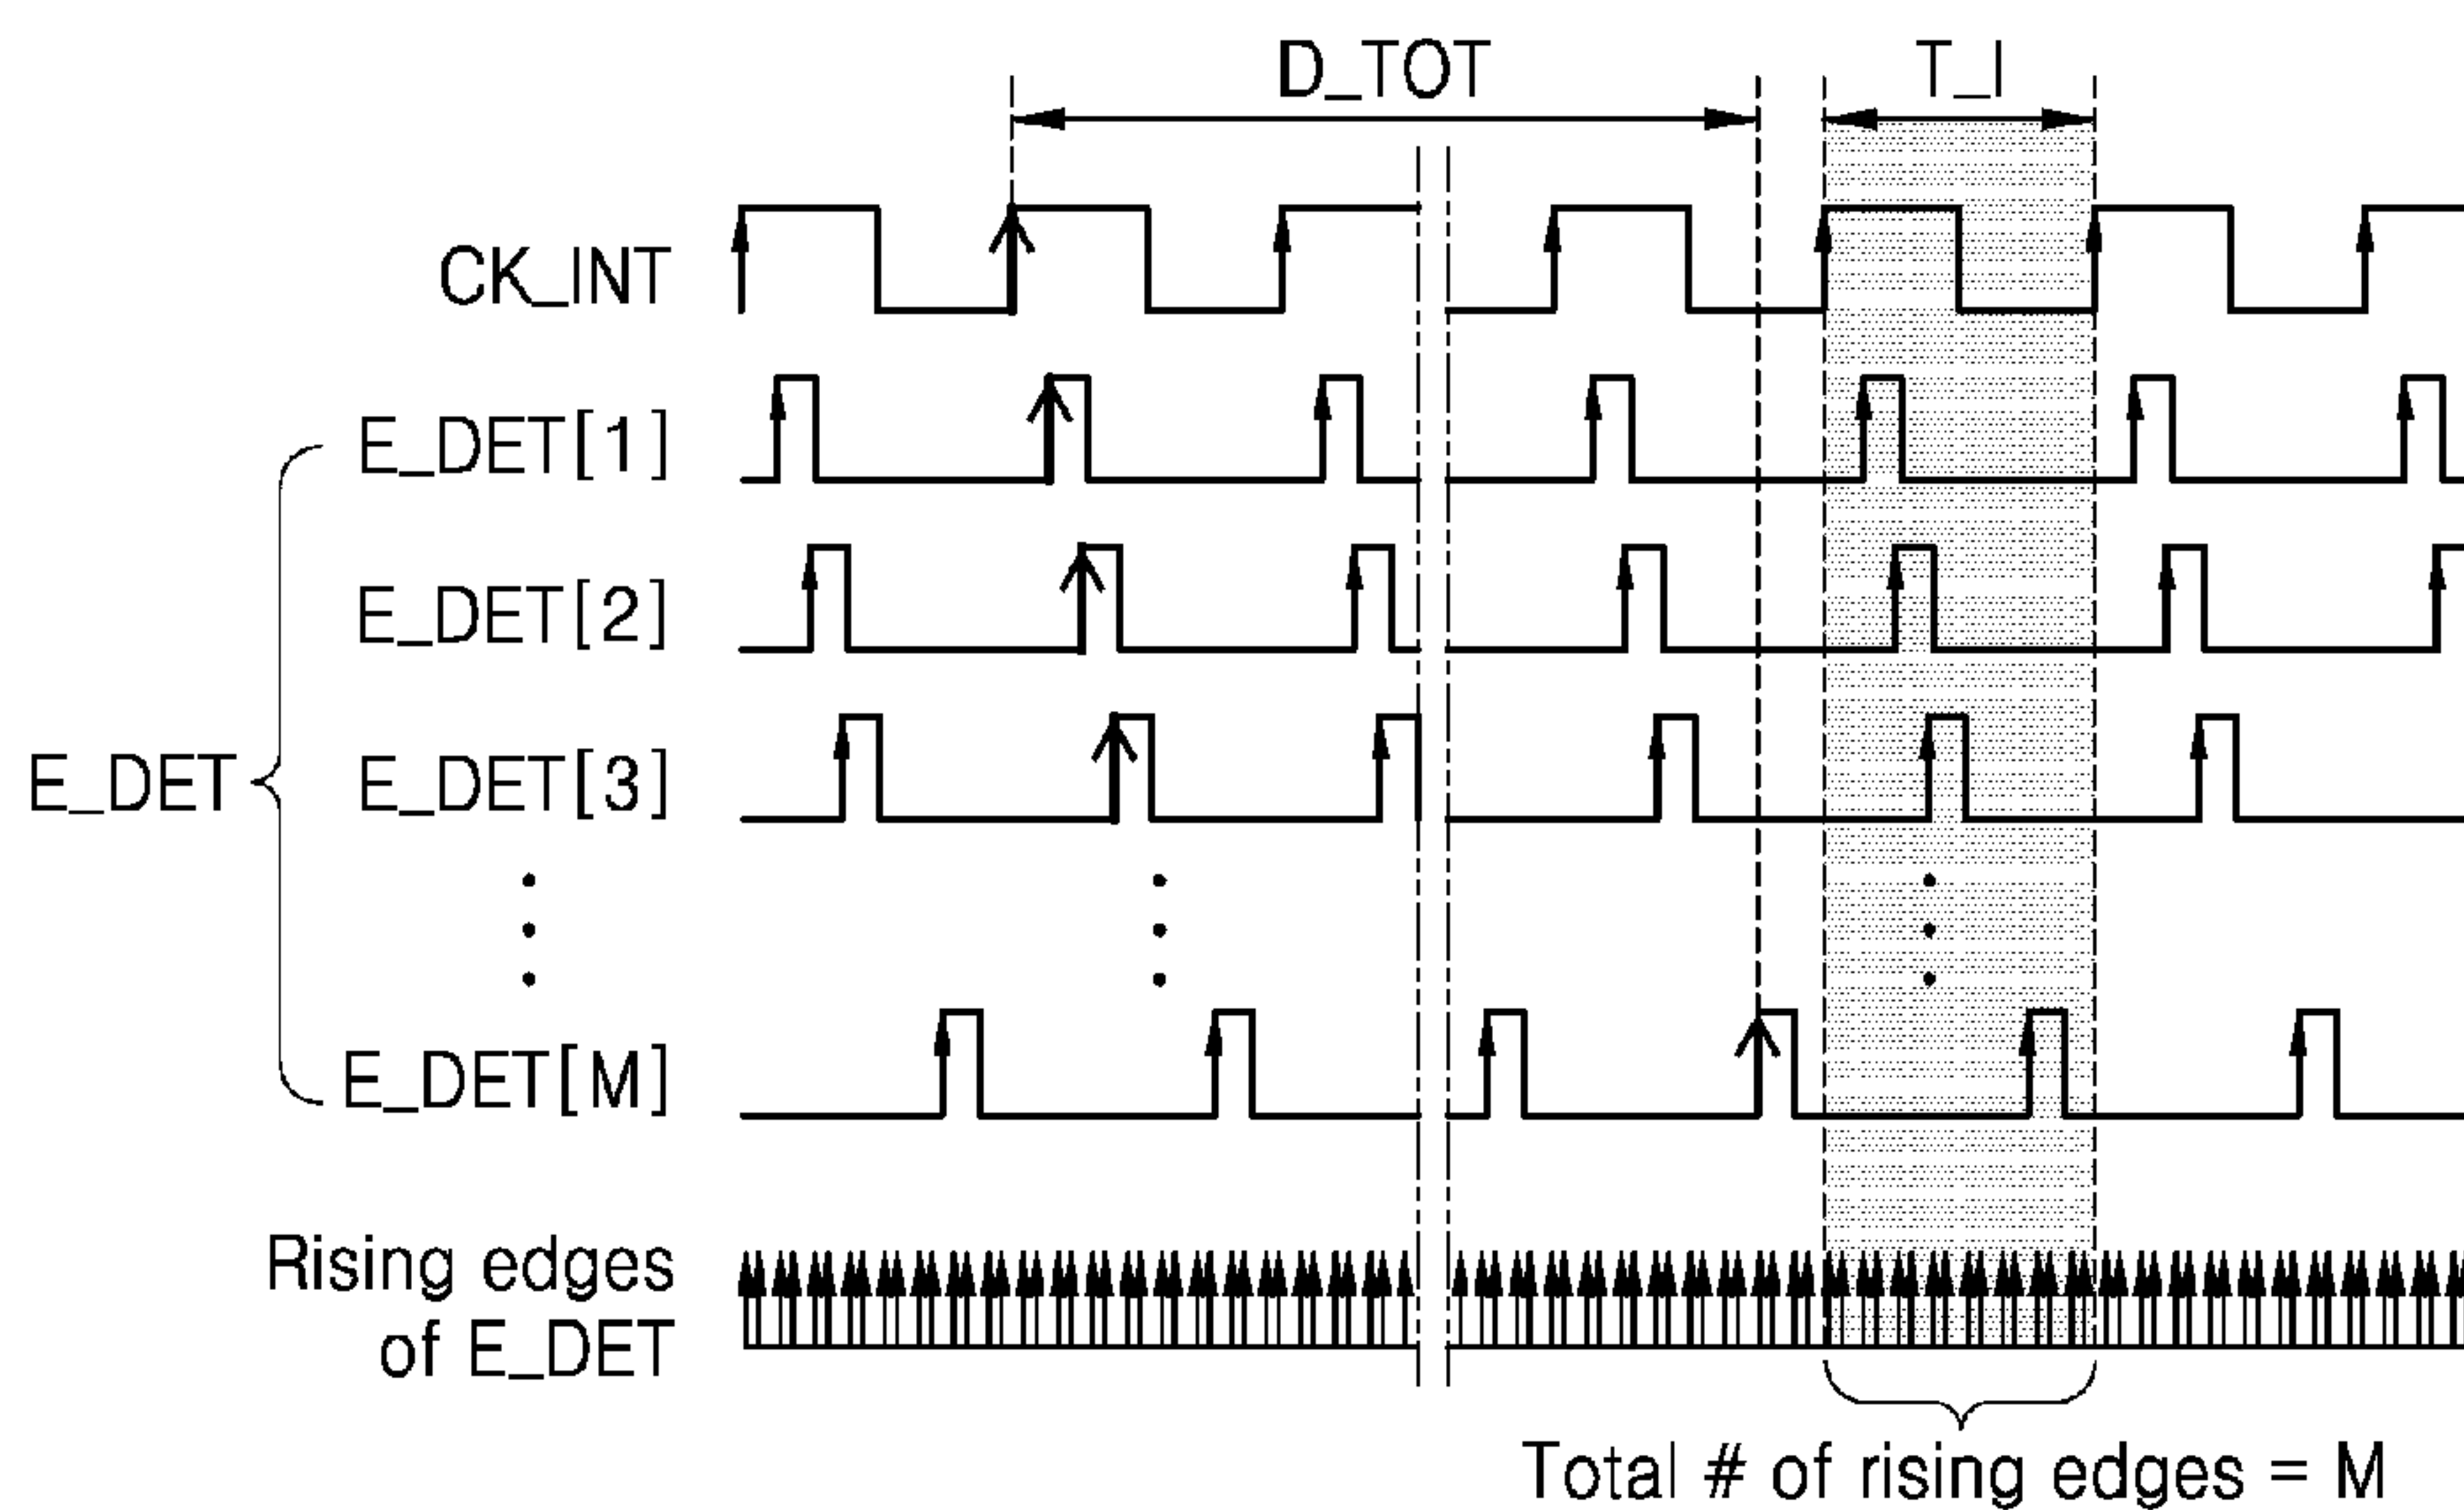 D_TOT
T_I
CK_INT
E_DET[1]
E_DET[2]
E_DET[3]
E_DET
E_DET[M]
Rising edges
of E_DET
Total # of rising edges = M